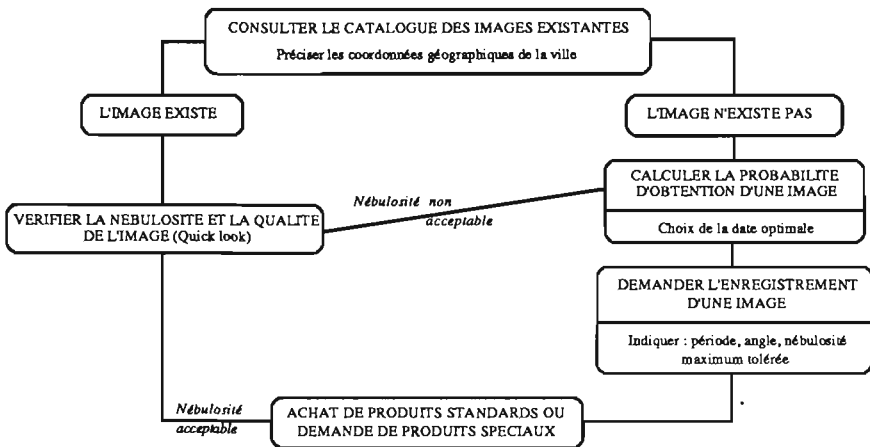 CONSULTER LE CATALOGUE DES IMAGES EXISTANTES
Préciser les coordonnées géographiques de la ville
L'IMAGE EXISTE
L'IMAGE N'EXISTE PAS
CALCULER LA PROBABILITE
D'OBTENTION D'UNE IMAGE
Choix de la date optimale
Nébulosité non
acceptable
VERIFIER LA NEBULOSITE ET LA QUALITE
DE L'IMAGE (Quick look)
DEMANDER L'ENREGISTREMENT
D'UNE IMAGE
Indiquer : période, angle, nébulosité
maximum tolérée
Nébulosité
acceptable
ACHAT DE PRODUITS STANDARDS OU
DEMANDE DE PRODUITS SPECIAUX